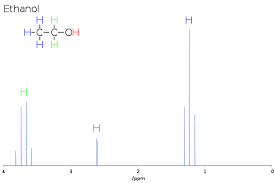 Ethanol
H H
H C C OH
H H
H
H
H
4 3 2 1 0
/ppm